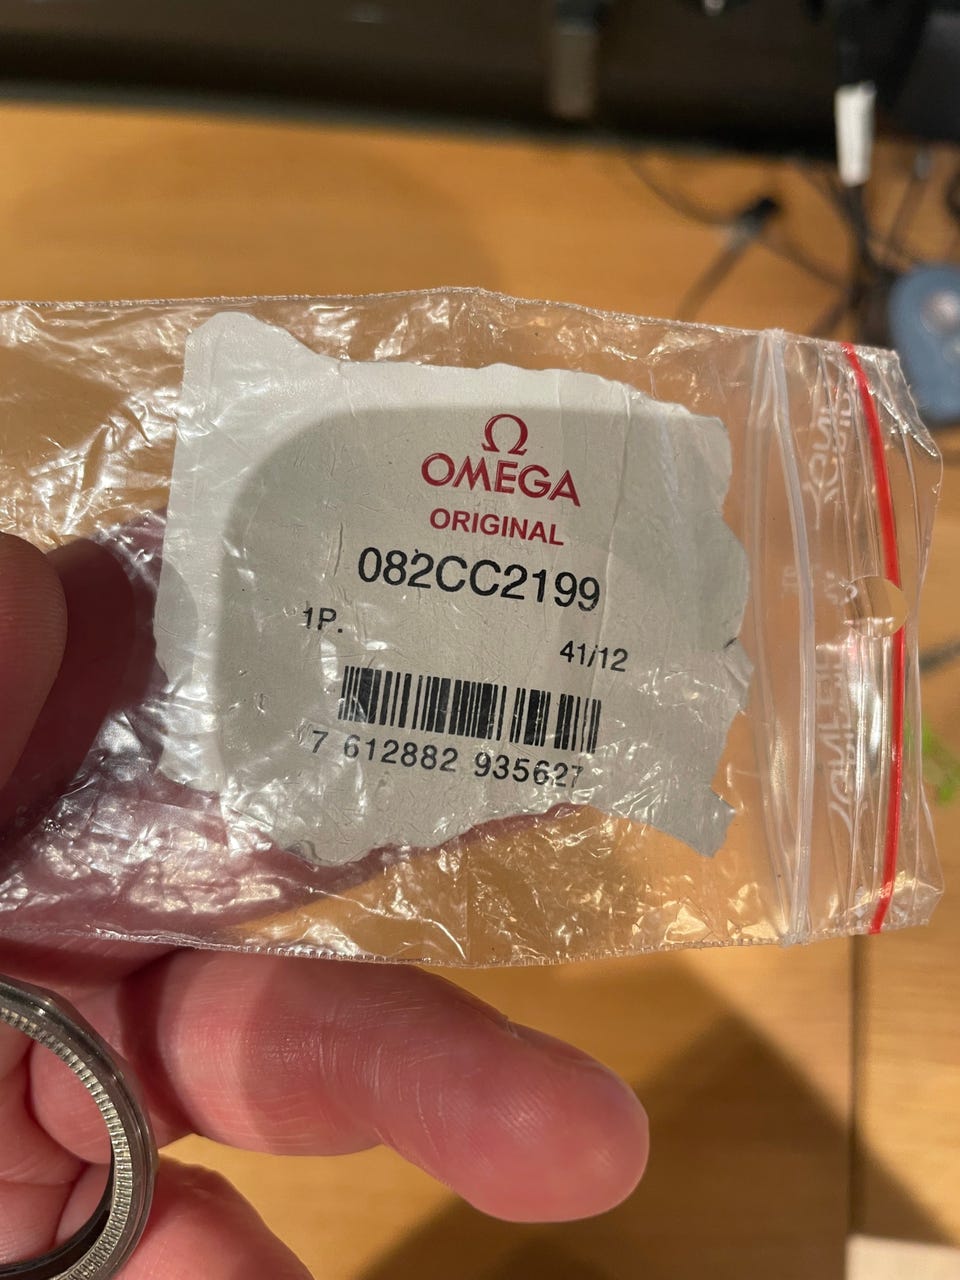 Ω
OMEGA
ORIGINAL
082CC2199
1P.
41/12
7 612882 935627